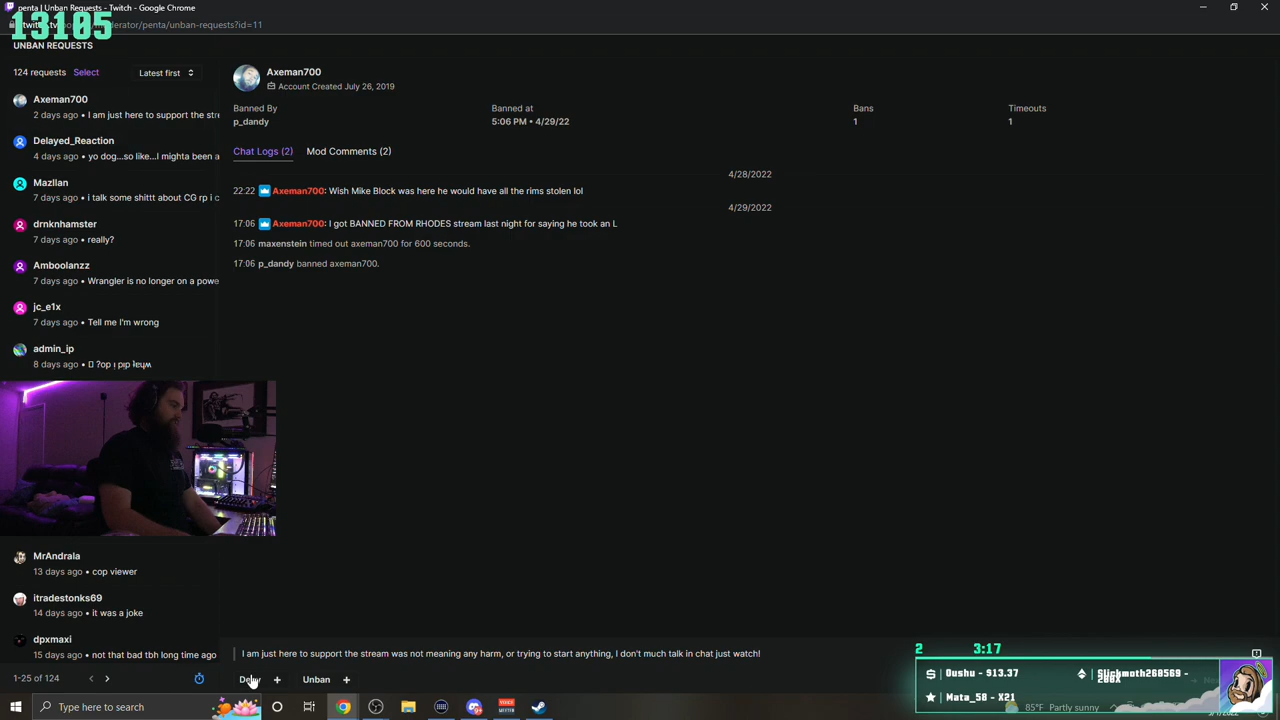 penta | Unban Requests - Twitch - Google Chrome
13105
UNBAN REQUESTS
124 requests Select Latest first
Axeman700
2 days ago • I am just here to support the stre
Delayed_Reaction
4 days ago • yo dog...so like...I mighta been a
Mazllan
7 days ago • i talk some shittt about CG rp i c
drnknhamster
7 days ago • really?
Amboolanzz
7 days ago • Wrangler is no longer on a powe
jc_e1x
7 days ago • Tell me I'm wrong
admin_ip
8 days ago •
MrAndrala
13 days ago • cop viewer
itradestonks69
14 days ago • it was a joke
dpxmaxi
15 days ago • not that bad tbh long time ago
1-25 of 124
Axeman700
Account Created July 26, 2019
Banned By Banned at Bans Timeouts
p_dandy 5:06 PM • 4/29/22 1 1
Chat Logs (2) Mod Comments (2)
4/28/2022
22:22 Axeman700: Wish Mike Block was here he would have all the rims stolen lol
4/29/2022
17:06 Axeman700: I got BANNED FROM RHODES stream last night for saying he took an L
17:06 maxenstein timed out axeman700 for 600 seconds.
17:06 p_dandy banned axeman700.
I am just here to support the stream was not meaning any harm, or trying to start anything, I don't much talk in chat just watch!
Deny + Unban +
2 3:17
Oushu - 913.37
Mata_58 - X21
Type here to search
85°F Partly sunny